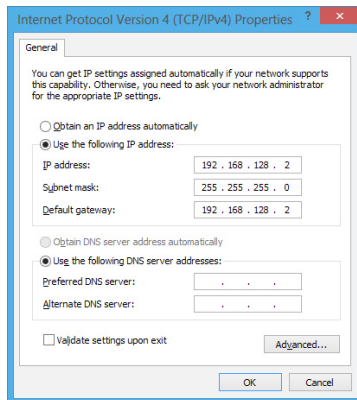 Internet Protocol Version 4 (TCP/IPv4) Properties ? ×
General
You can get IP settings assigned automatically if your network supports
this capability. Otherwise, you need to ask your network administrator
for the appropriate IP settings.
Obtain an IP address automatically
Use the following IP address:
IP address: 192 . 168 . 128 . 2
Subnet mask: 255 . 255 . 255 . 0
Default gateway: 192 . 168 . 128 . 2
Obtain DNS server address automatically
Use the following DNS server addresses:
Preferred DNS server: . . .
Alternate DNS server: . . .
Validate settings upon exit
Advanced...
OK Cancel